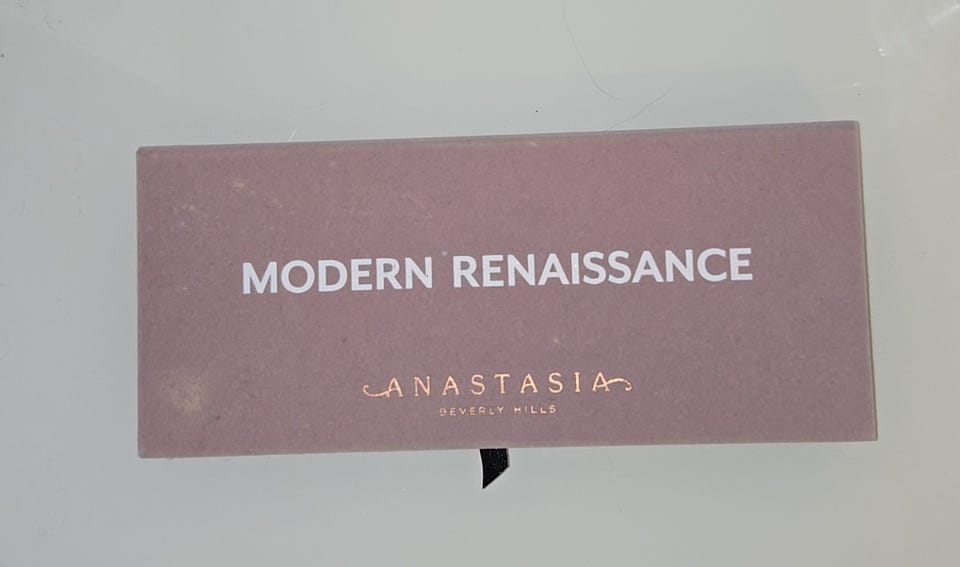 MODERN RENAISSANCE
ANASTASIA
BEVERLY HILLS